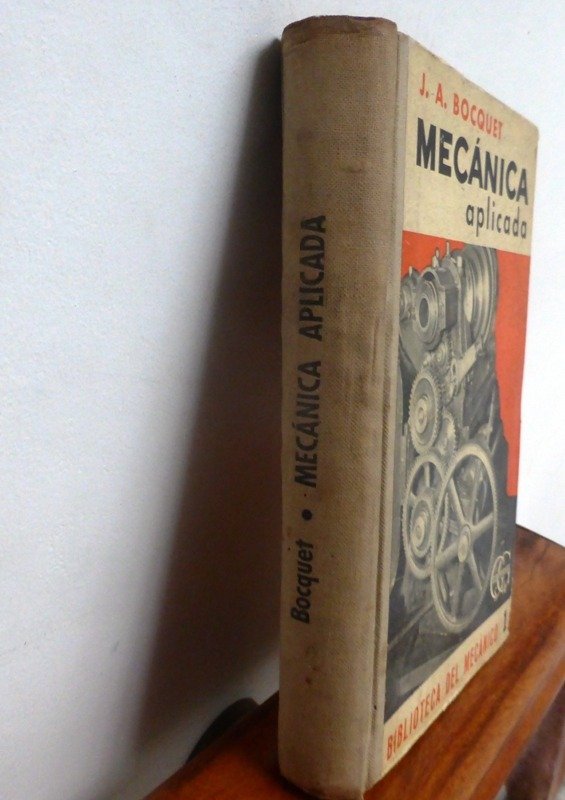 Bocquet • MECÁNICA APLICADA
J. A. BOCQUET
MECÁNICA
aplicada
BIBLIOTECA DEL MECÁNICO